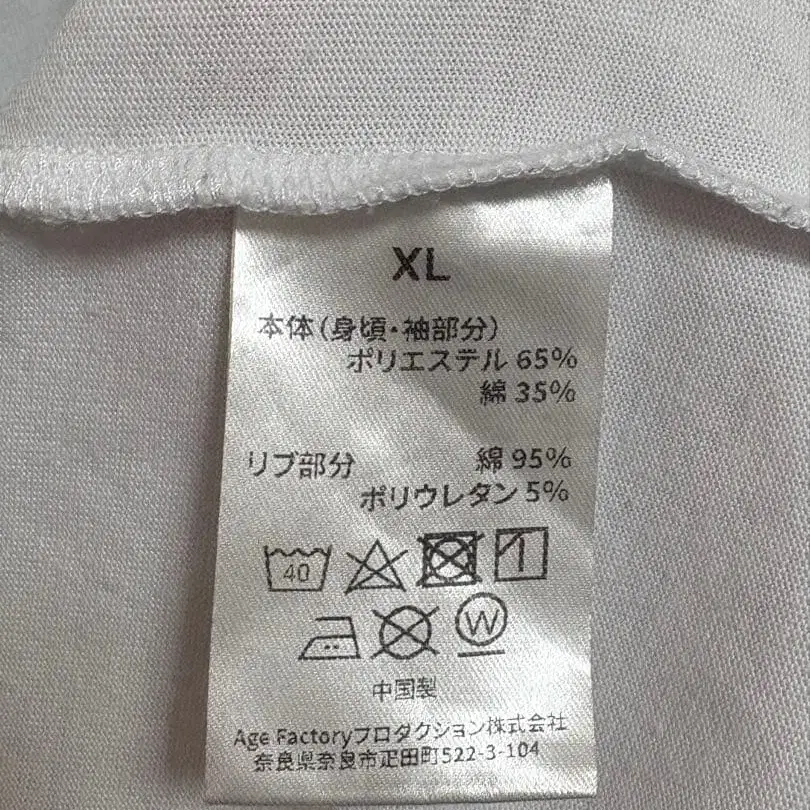 XL
本体（身頃・袖部分）
ポリエステル 65%
綿 35%
リブ部分 綿 95%
ポリウレタン 5%
40
W
中国製
Age Factoryプロダクション株式会社
奈良県奈良市疋田町522-3-104